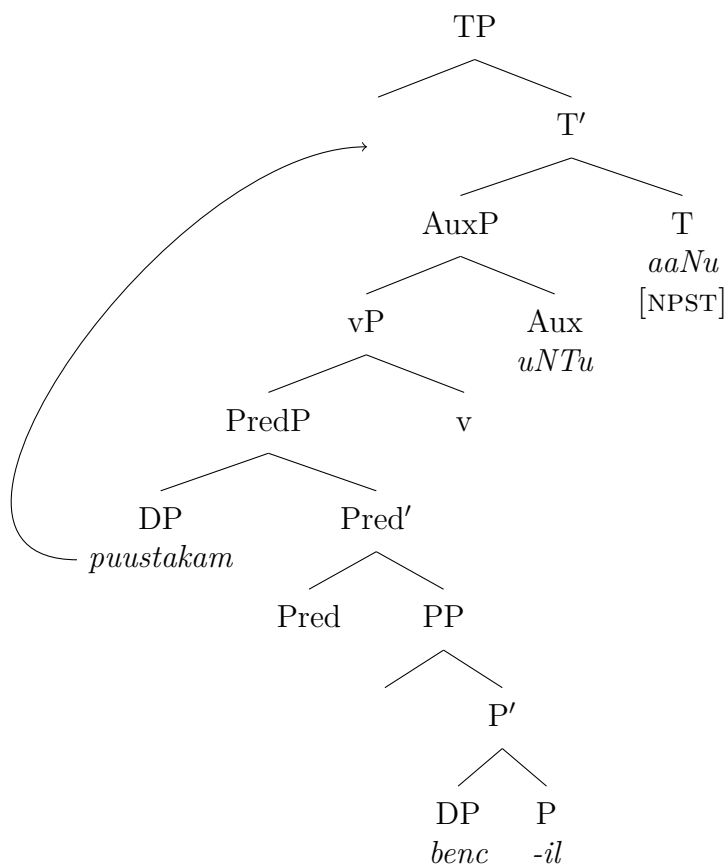 TP
T′
AuxP T
aaNu
[NPST]
vP Aux
uNTu
PredP v
DP Pred′
puustakam
Pred PP
P′
DP P
benc -il